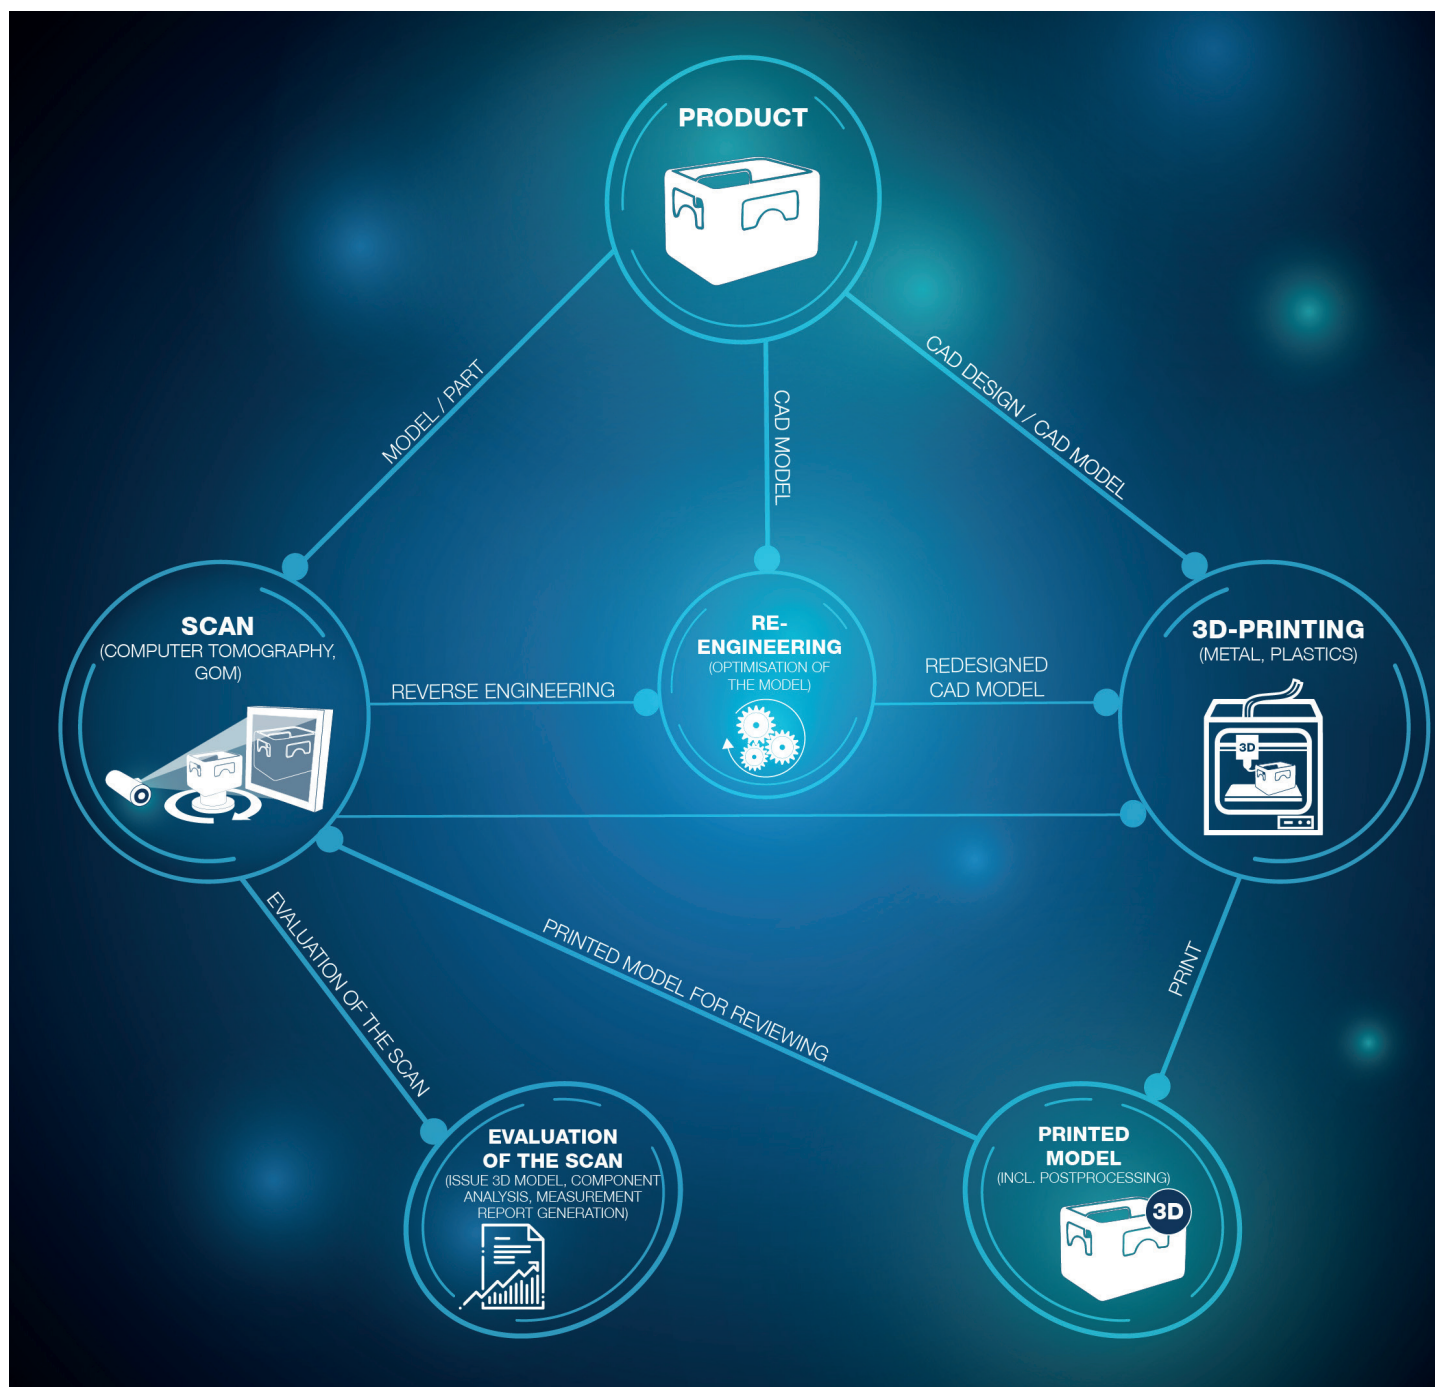 PRODUCT
MODEL / PART
CAD MODEL
CAD DESIGN / CAD MODEL
SCAN
(COMPUTER TOMOGRAPHY,
GOM)
REVERSE ENGINEERING
RE-
ENGINEERING
(OPTIMISATION OF
THE MODEL)
REDESIGNED
CAD MODEL
3D-PRINTING
(METAL, PLASTICS)
3D
EVALUATION OF THE SCAN
PRINTED MODEL FOR REVIEWING
PRINT
EVALUATION
OF THE SCAN
(ISSUE 3D MODEL, COMPONENT
ANALYSIS, MEASUREMENT
REPORT GENERATION)
PRINTED
MODEL
(INCL. POSTPROCESSING)
3D